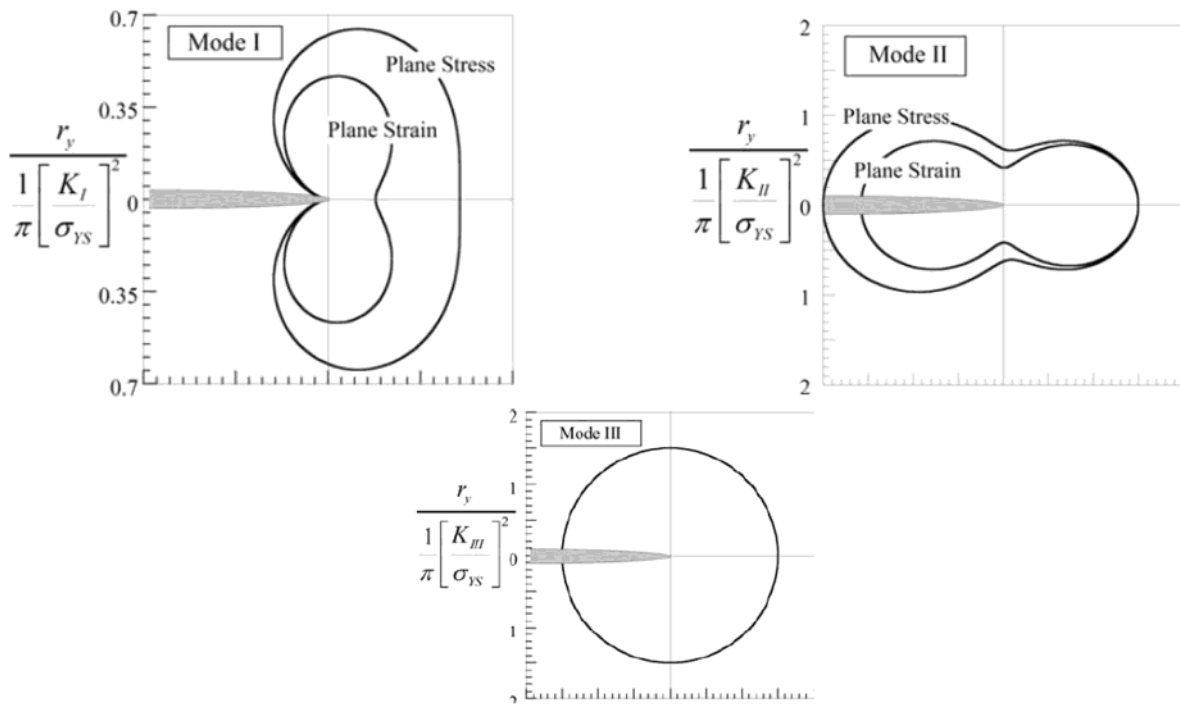 Mode I
0.7
0.35
0
0.35
0.7
Plane Stress
Plane Strain
r_y
1/π [K_I/σ_YS]^2
Mode II
2
1
0
1
2
Plane Stress
Plane Strain
r_y
1/π [K_II/σ_YS]^2
Mode III
2
1
0
1
2
r_y
1/π [K_III/σ_YS]^2